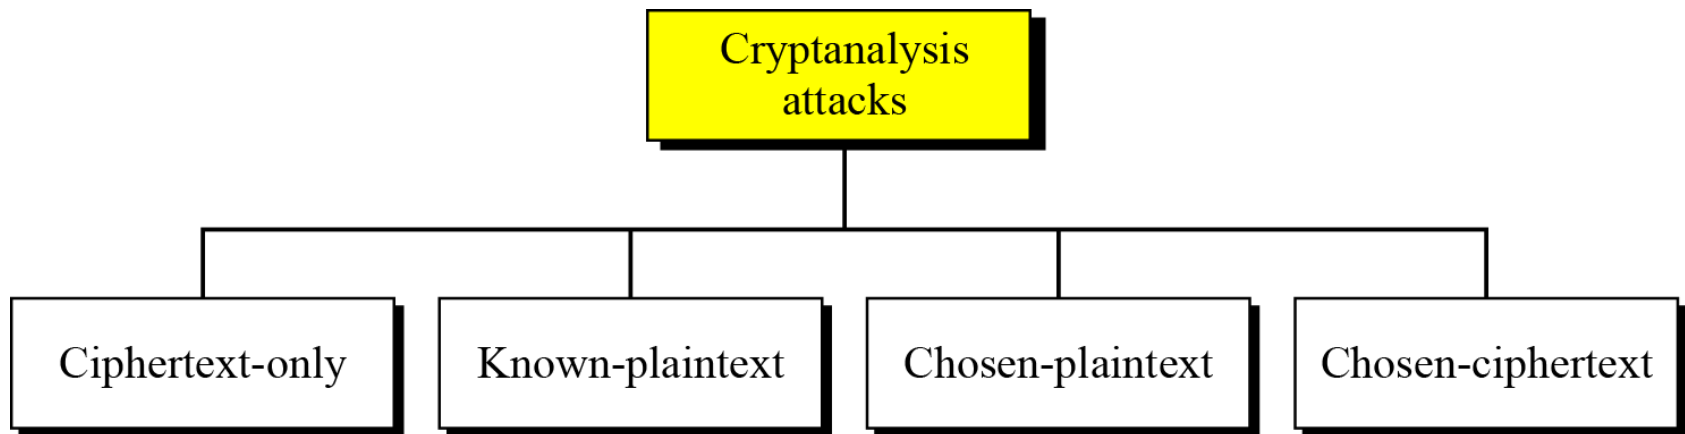 Cryptanalysis
attacks
Ciphertext-only
Known-plaintext
Chosen-plaintext
Chosen-ciphertext